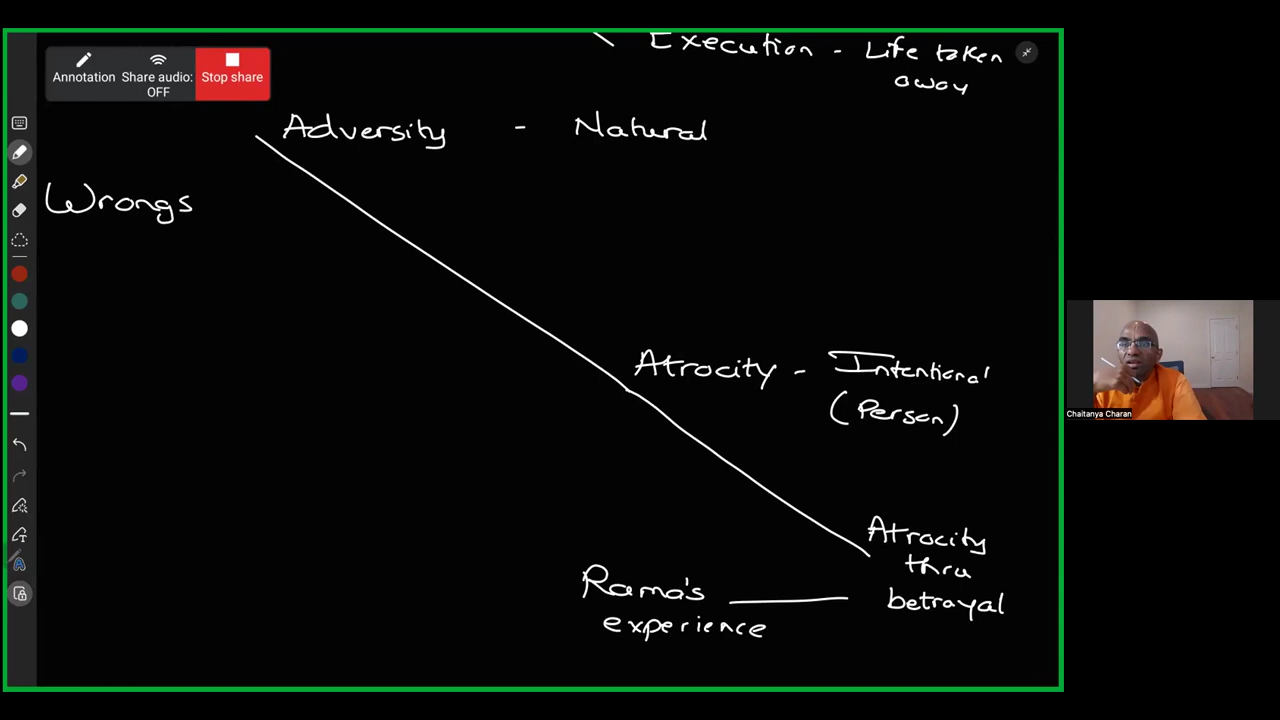 Execution - Life taken
away
Annotation
Share audio:
OFF
Stop share
Adversity - Natural
Wrongs
Atrocity - Intentional
(Person)
Chaitanya Charan
Atrocity
thru
betrayal
Rama's
experience